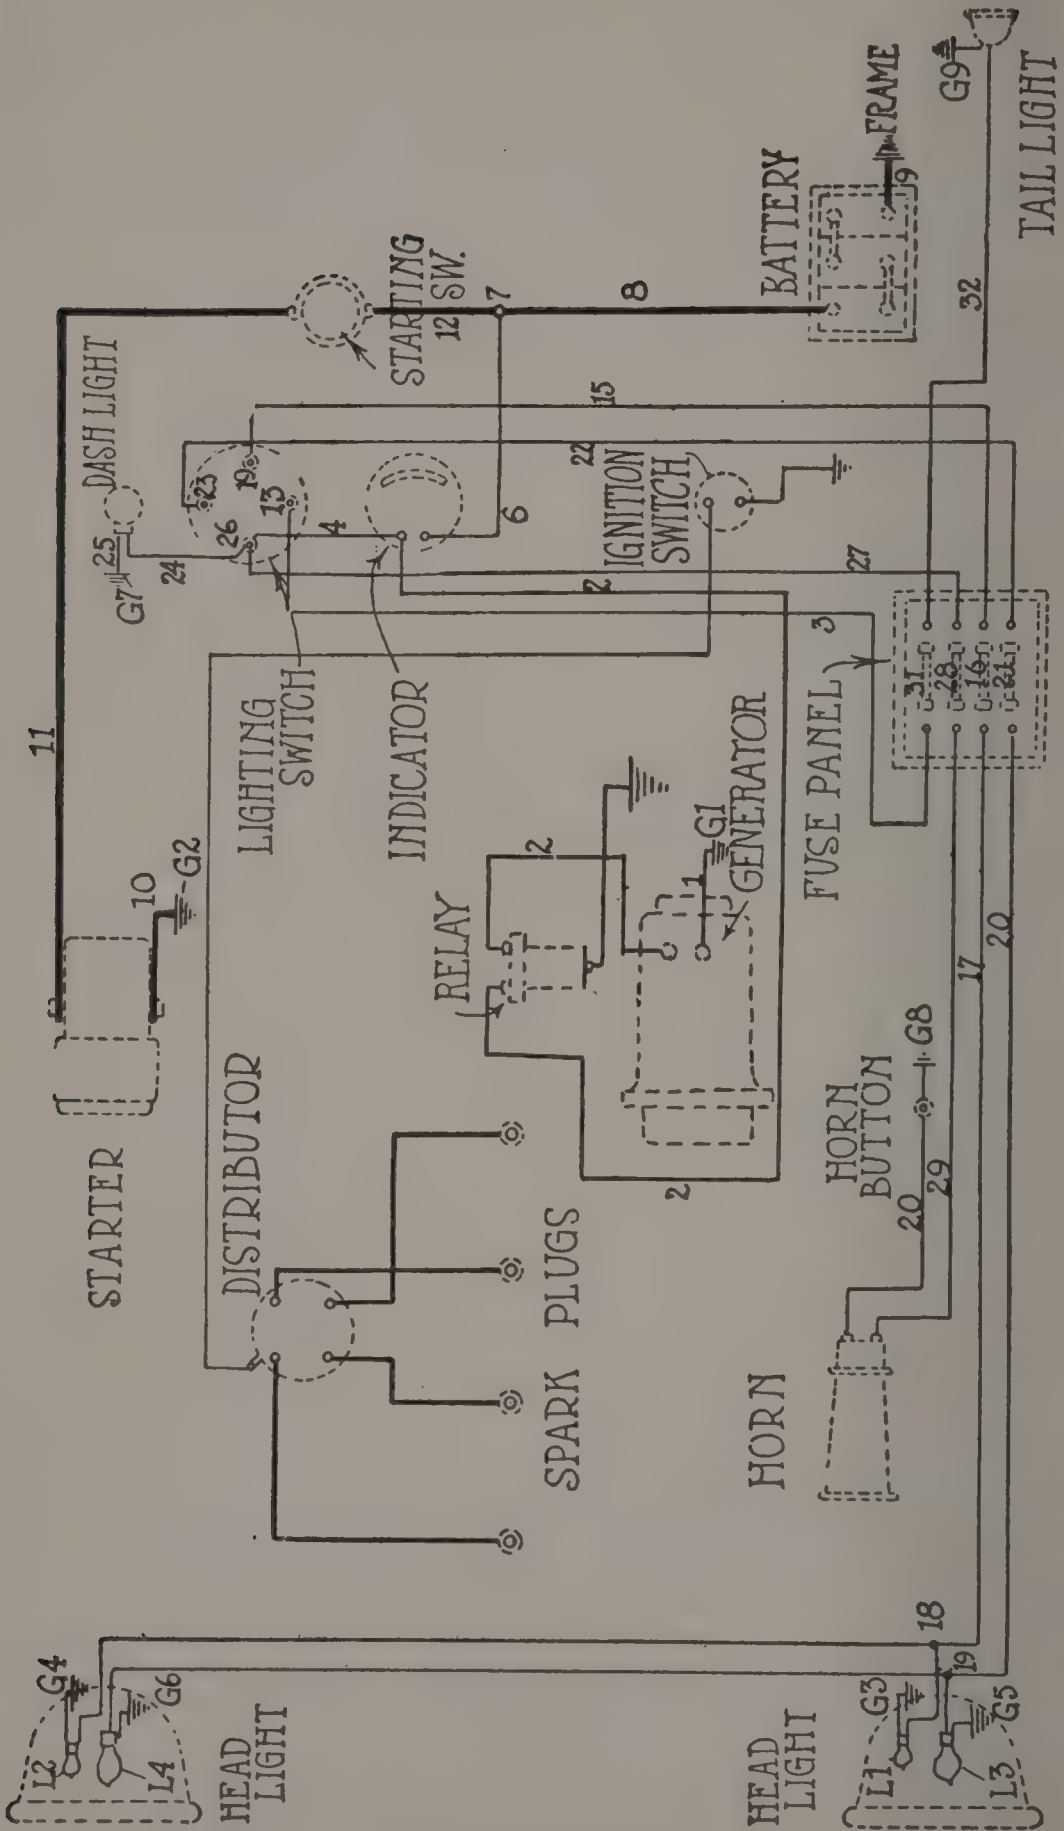 STARTER
10
G2
11
DASH LIGHT
25
G7
24
23
19
13
26
4
STARTING
SW.
12
7
8
6
BATTERY
FRAME
9
G9
TAIL LIGHT
32
15
22
IGNITION
SWITCH
27
2
3
LIGHTING
SWITCH
INDICATOR
FUSE PANEL
31
28
16
21
RELAY
2
1
G1
GENERATOR
2
DISTRIBUTOR
SPARK PLUGS
HORN
BUTTON
G8
20
29
17
20
HORN
HEAD
LIGHT
L2
G4
L4
G6
HEAD
LIGHT
L1
G3
L3
G5
18
19